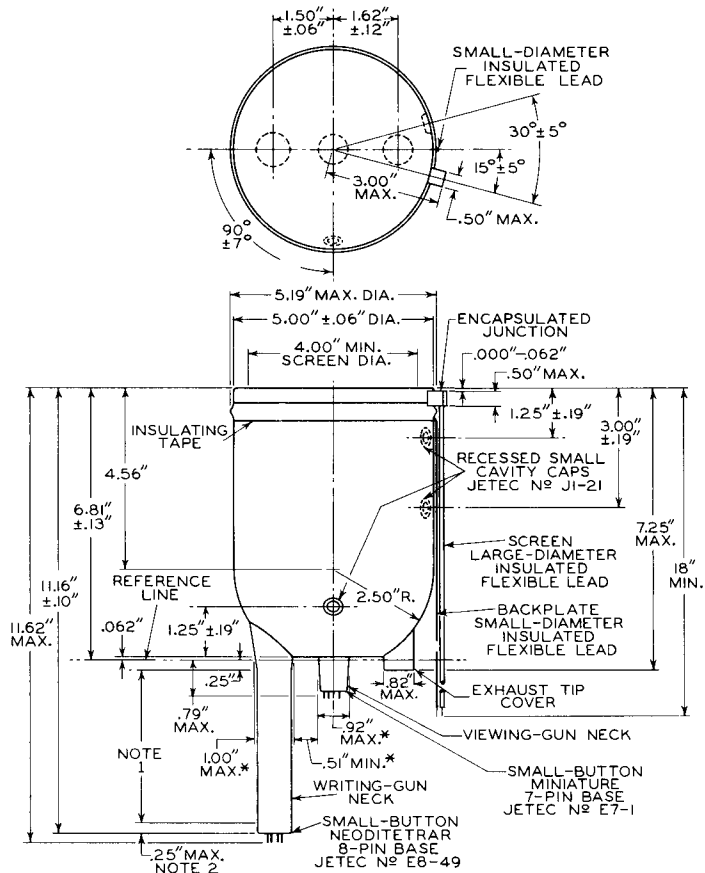 1.50"
±.06"
1.62"
±.12"
SMALL-DIAMETER
INSULATED
FLEXIBLE LEAD
30°±5°
15°±5°
3.00"
MAX.
.50" MAX.
90°
±7°
5.19" MAX. DIA.
5.00" ±.06" DIA.
4.00" MIN.
SCREEN DIA.
ENCAPSULATED
JUNCTION
.000"-.062"
.50" MAX.
1.25" ±.19"
3.00"
±.19"
INSULATING
TAPE
RECESSED SMALL
CAVITY CAPS
JETEC Nº J1-21
4.56"
6.81"
±.13"
7.25"
MAX.
18"
MIN.
SCREEN
LARGE-DIAMETER
INSULATED
FLEXIBLE LEAD
11.16"
±.10"
REFERENCE
LINE
2.50"R.
BACKPLATE
SMALL-DIAMETER
INSULATED
FLEXIBLE LEAD
11.62"
MAX.
.062"
1.25"±.19"
.25"
.82"
MAX.
EXHAUST TIP
COVER
.79"
MAX.
.92"
MAX.*
VIEWING-GUN NECK
1.00"
MAX.*
.51" MIN.*
NOTE
1
WRITING-GUN
NECK
SMALL-BUTTON
MINIATURE
7-PIN BASE
JETEC Nº E7-1
SMALL-BUTTON
NEODITETRAR
8-PIN BASE
JETEC Nº E8-49
.25" MAX.
NOTE 2